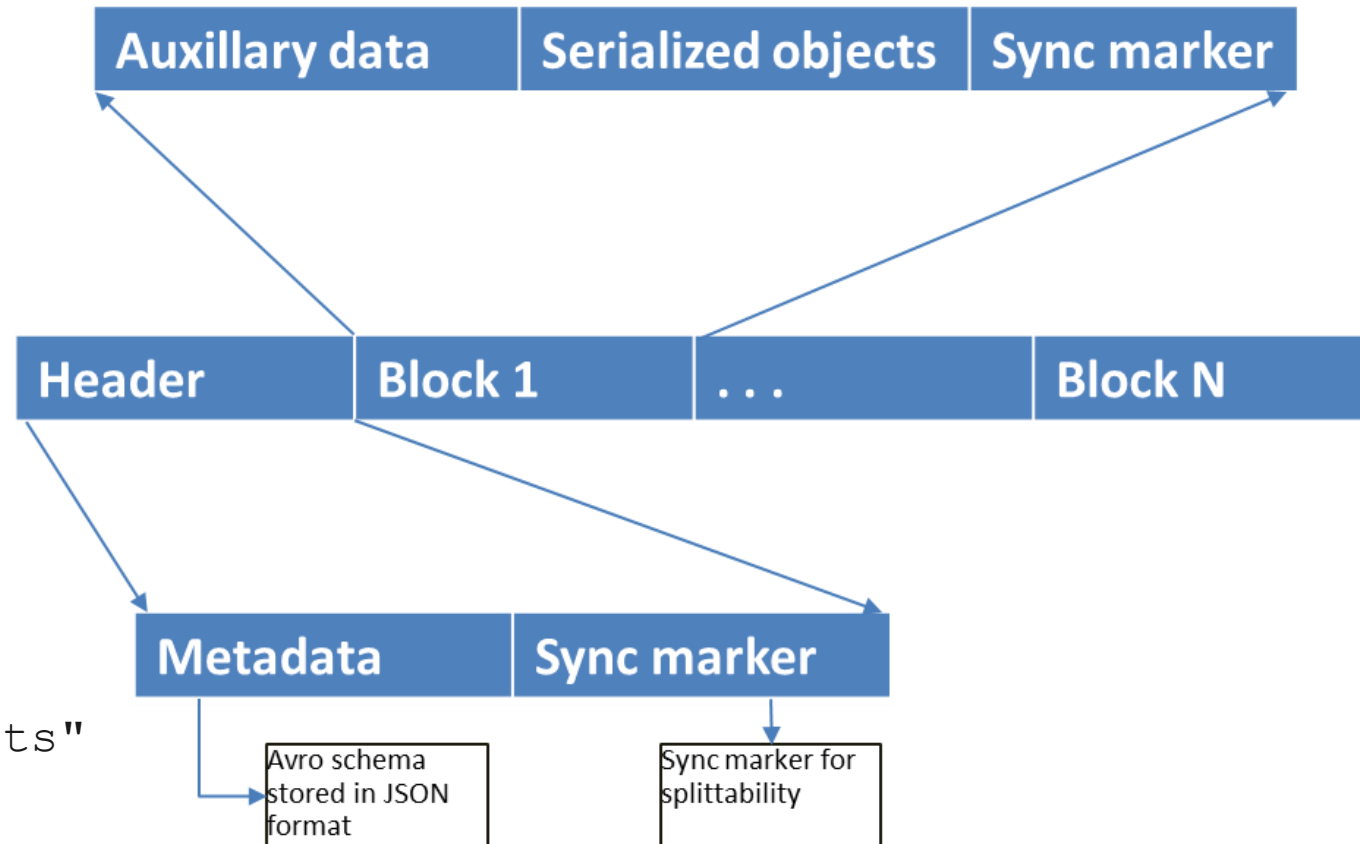 Auxillary data Serialized objects Sync marker
Header Block 1 . . . Block N
Metadata Sync marker
ts"
Avro schema
stored in JSON
format
Sync marker for
splittability